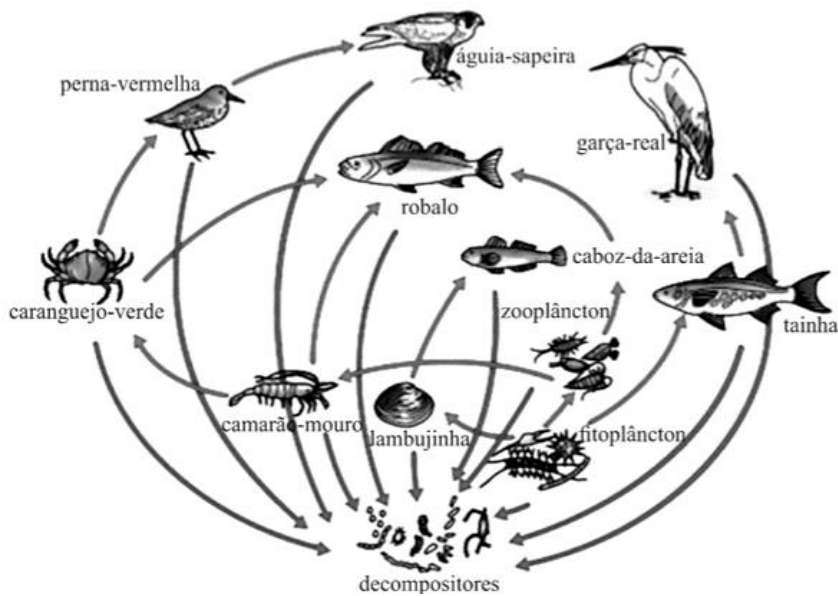 águia-sapeira
perna-vermelha
garça-real
robalo
caboz-da-areia
caranguejo-verde
zooplâncton
tainha
camarão-mouro
lambujinha
fitoplâncton
decompositores